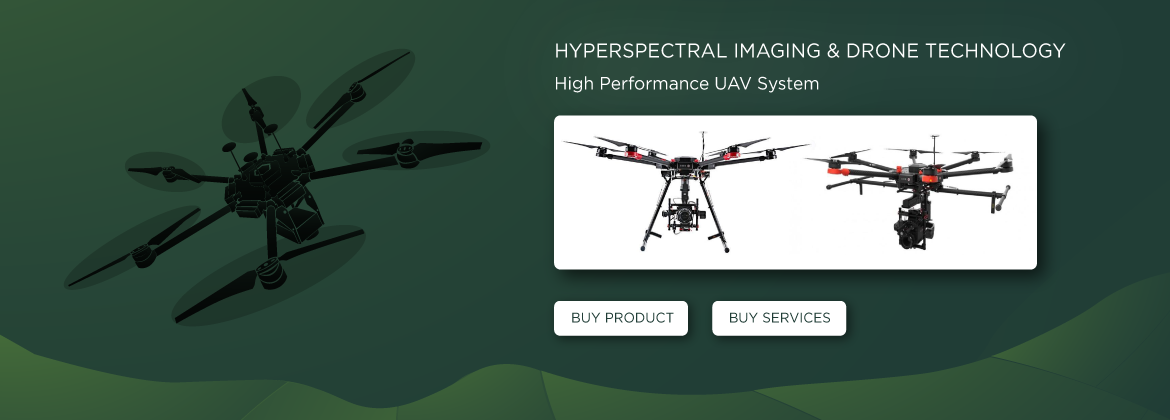 HYPERSPECTRAL IMAGING & DRONE TECHNOLOGY
High Performance UAV System
BUY PRODUCT
BUY SERVICES